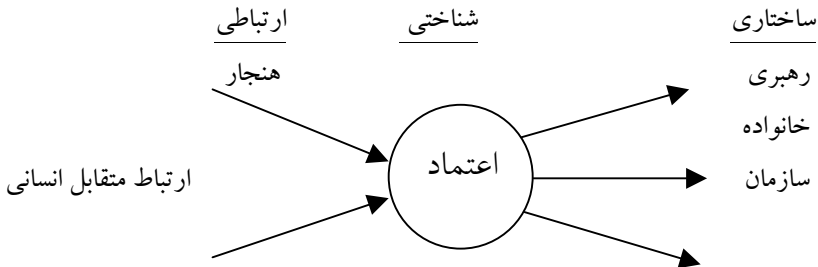 ساختاری
شناختی
ارتباطی
رهبری
هنجار
خانواده
اعتماد
سازمان
ارتباط متقابل انسانی